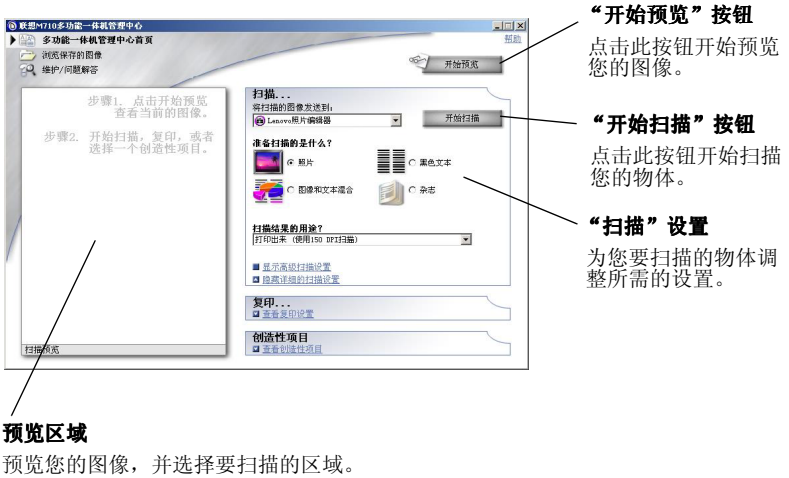 联想M710多功能一体机管理中心
多功能一体机管理中心首页
帮助
浏览保存的图像
维护/问题解答
开始预览
步骤1. 点击开始预览
查看当前的图像。
步骤2. 开始扫描，复印，或者
选择一个创造性项目。
扫描预览
扫描...
将扫描的图像发送到:
Lenovo照片编辑器
开始扫描
准备扫描的是什么？
照片
黑色文本
图像和文本混合
杂志
扫描结果的用途？
打印出来 (使用150 DPI扫描)
显示高级扫描设置
隐藏详细的扫描设置
复印...
查看复印设置
创造性项目
查看创造性项目
“开始预览”按钮
点击此按钮开始预览
您的图像。
“开始扫描”按钮
点击此按钮开始扫描
您的物体。
“扫描”设置
为您要扫描的物体调
整所需的设置。
预览区域
预览您的图像，并选择要扫描的区域。